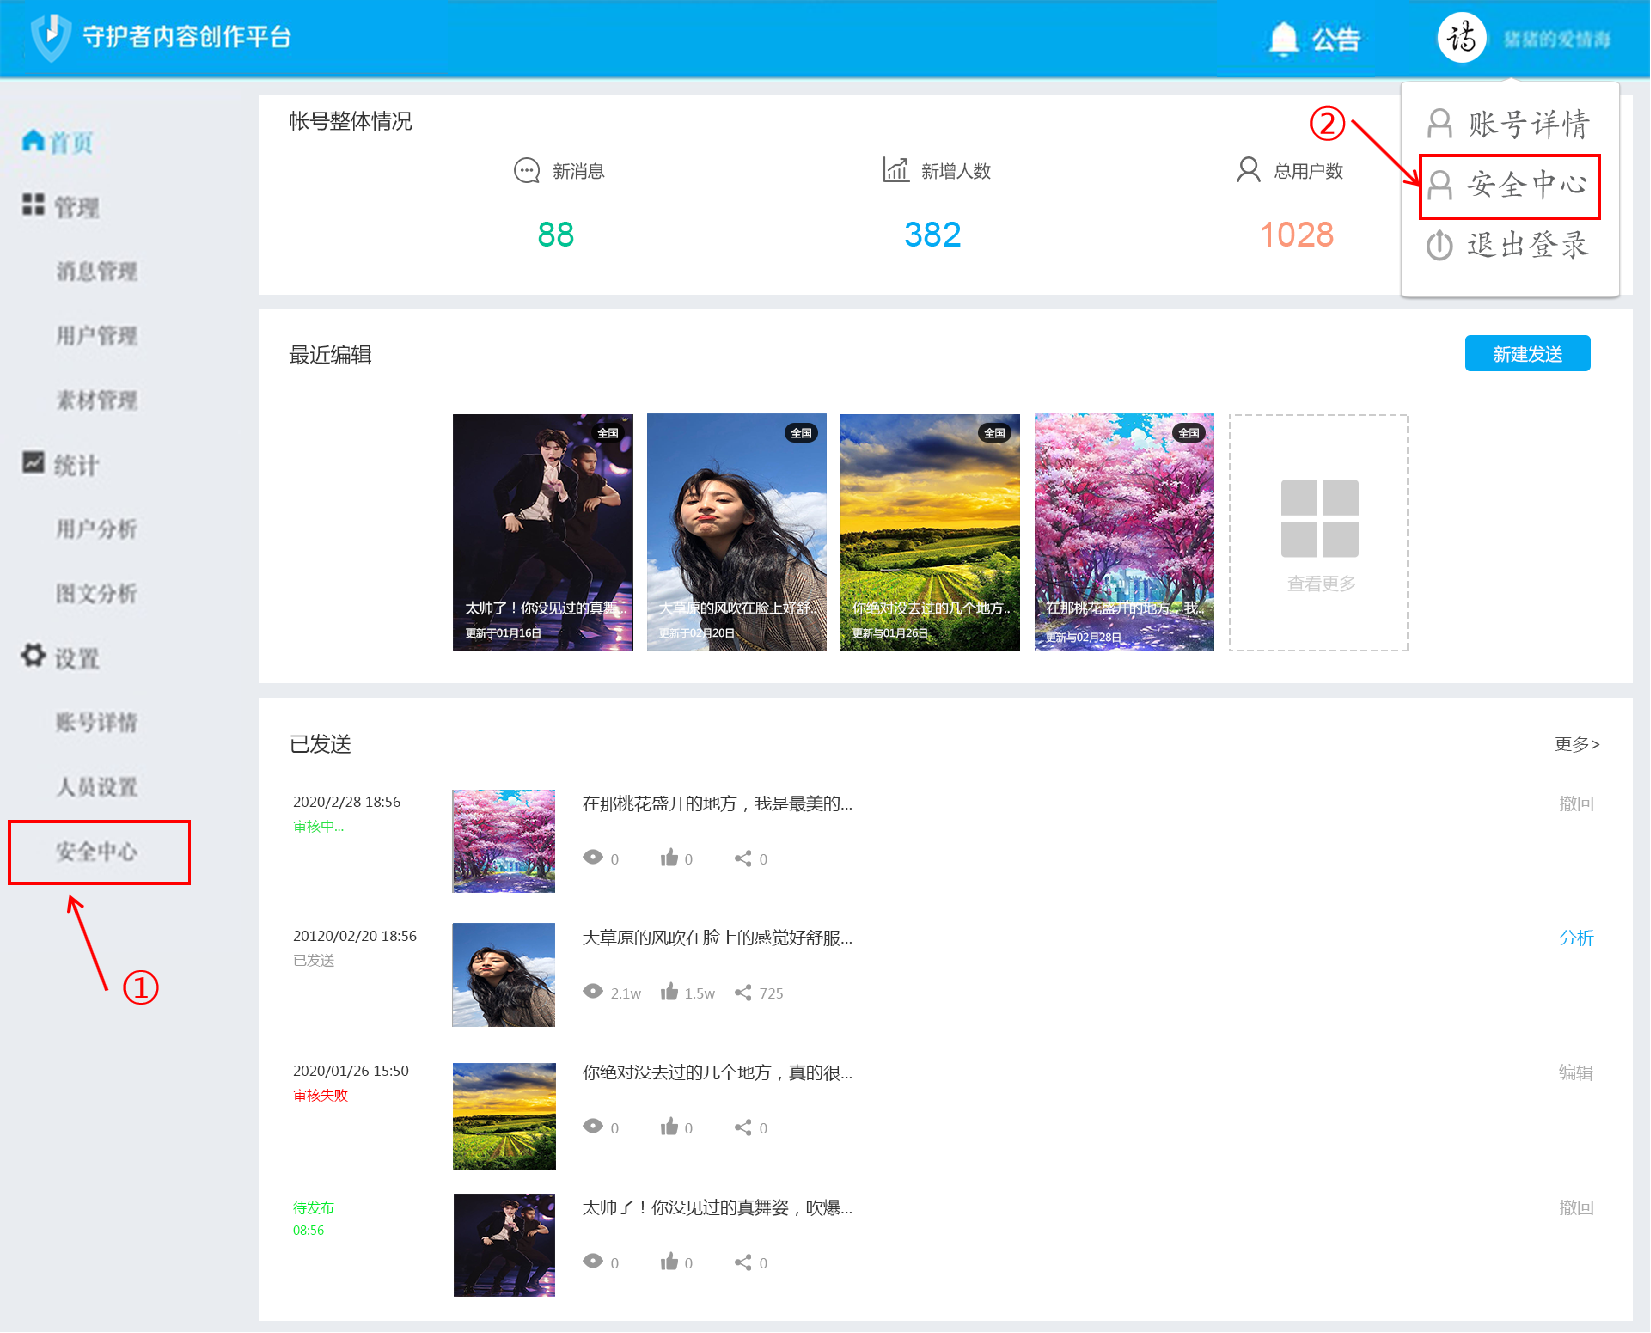 守护者内容创作平台
公告
猪猪的爱情海
首页
管理
消息管理
用户管理
素材管理
统计
用户分析
图文分析
设置
账号详情
人员设置
安全中心
①
帐号整体情况
新消息
88
新增人数
382
总用户数
1028
②
账号详情
安全中心
退出登录
最近编辑
新建发送
全国
太帅了！你没见过的真舞...
更新于01月16日
全国
大草原的风吹在脸上好舒..
更新于02月20日
全国
你绝对没去过的几个地方..
更新与01月26日
全国
在那桃花盛开的地方，我..
更新与02月28日
查看更多
已发送
更多>
2020/2/28 18:56
审核中...
在那桃花盛开的地方，我是最美的...
0 0 0
撤回
20120/02/20 18:56
已发送
大草原的风吹在脸上的感觉好舒服...
2.1w 1.5w 725
分析
2020/01/26 15:50
审核失败
你绝对没去过的几个地方，真的很...
0 0 0
编辑
待发布
08:56
太帅了！你没见过的真舞姿，吹爆...
0 0 0
撤回